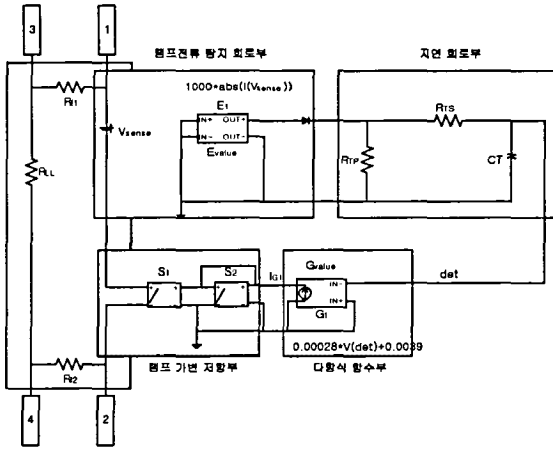 3
1
램프전류 탐지 회로부
지연 회로부
1000*abs(I(Vsense))
Rf1
E1
IN+ OUT+
IN- OUT-
Evalue
Vsense
RTS
RLL
RTP
CT
S1
S2
IG1
Gvalue
IN-
IN+
G1
det
0.00028*V(det)+0.0039
Rf2
램프 가변 저항부
다항식 함수부
4
2